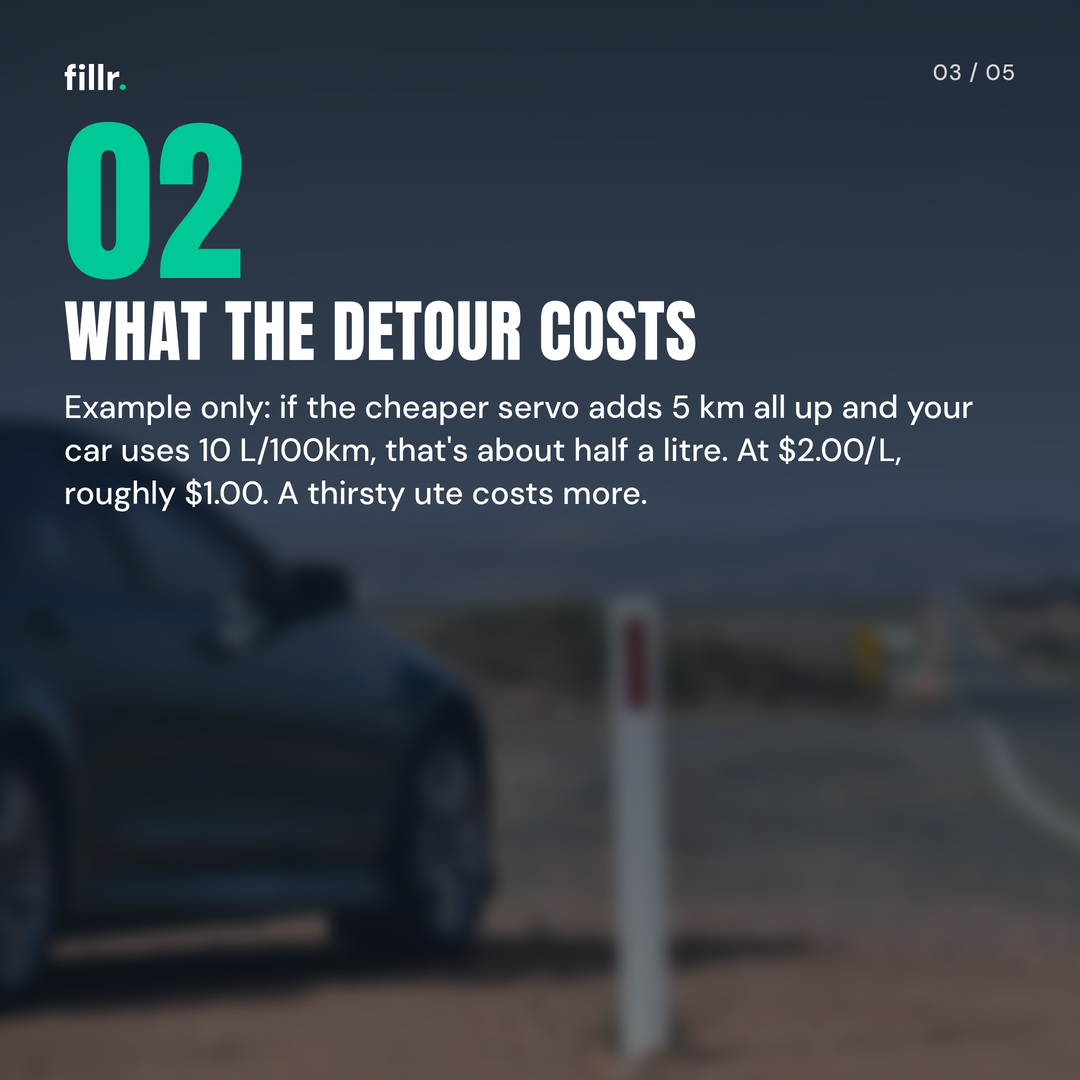 fillr.
03 / 05
02
WHAT THE DETOUR COSTS
Example only: if the cheaper servo adds 5 km all up and your
car uses 10 L/100km, that's about half a litre. At $2.00/L,
roughly $1.00. A thirsty ute costs more.